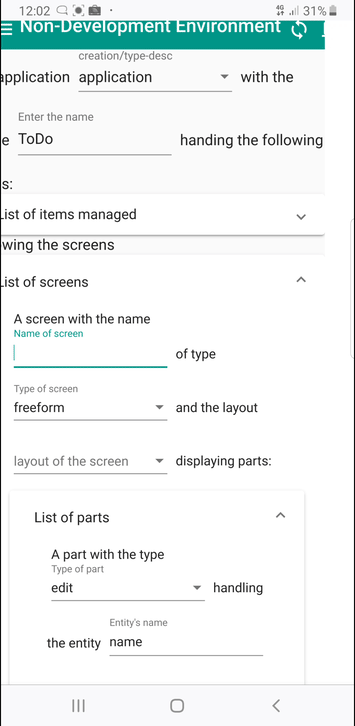 12:02 4G 31%
Non-Development Environment
creation/type-desc
application application with the
Enter the name
e ToDo handing the following
s:
List of items managed
wing the screens
List of screens
A screen with the name
Name of screen
of type
Type of screen
freeform and the layout
layout of the screen displaying parts:
List of parts
A part with the type
Type of part
edit handling
Entity's name
the entity name